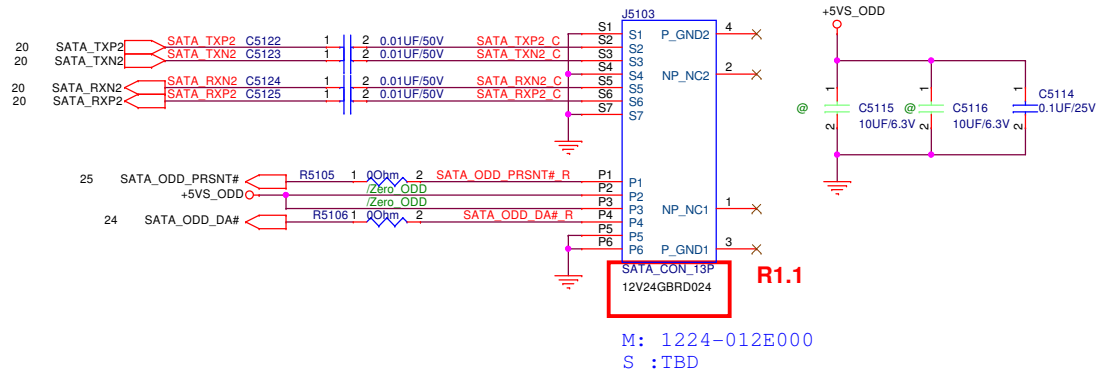 J5103
+5VS_ODD
20 SATA_TXP2 SATA_TXP2 C5122 1 2 0.01UF/50V SATA_TXP2_C S1 S1 P_GND2 4
20 SATA_TXN2 SATA_TXN2 C5123 1 2 0.01UF/50V SATA_TXN2_C S2 S2
S3 S3
S4 S4 NP_NC2 2
20 SATA_RXN2 SATA_RXN2 C5124 1 2 0.01UF/50V SATA_RXN2_C S5 S5
20 SATA_RXP2 SATA_RXP2 C5125 1 2 0.01UF/50V SATA_RXP2_C S6 S6
S7 S7
@ 1 2 C5115 10UF/6.3V
@ 1 2 C5116 10UF/6.3V
1 2 C5114 0.1UF/25V
25 SATA_ODD_PRSNT# R5105 1 0Ohm 2 SATA_ODD_PRSNT#_R P1 P1
/Zero_ODD
+5VS_ODD P2 P2
/Zero_ODD
P3 P3 NP_NC1 1
24 SATA_ODD_DA# R5106 1 0Ohm 2 SATA_ODD_DA#_R P4 P4
P5 P5
P6 P6 P_GND1 3
SATA_CON_13P
R1.1
12V24GBRD024
M: 1224-012E000
S :TBD